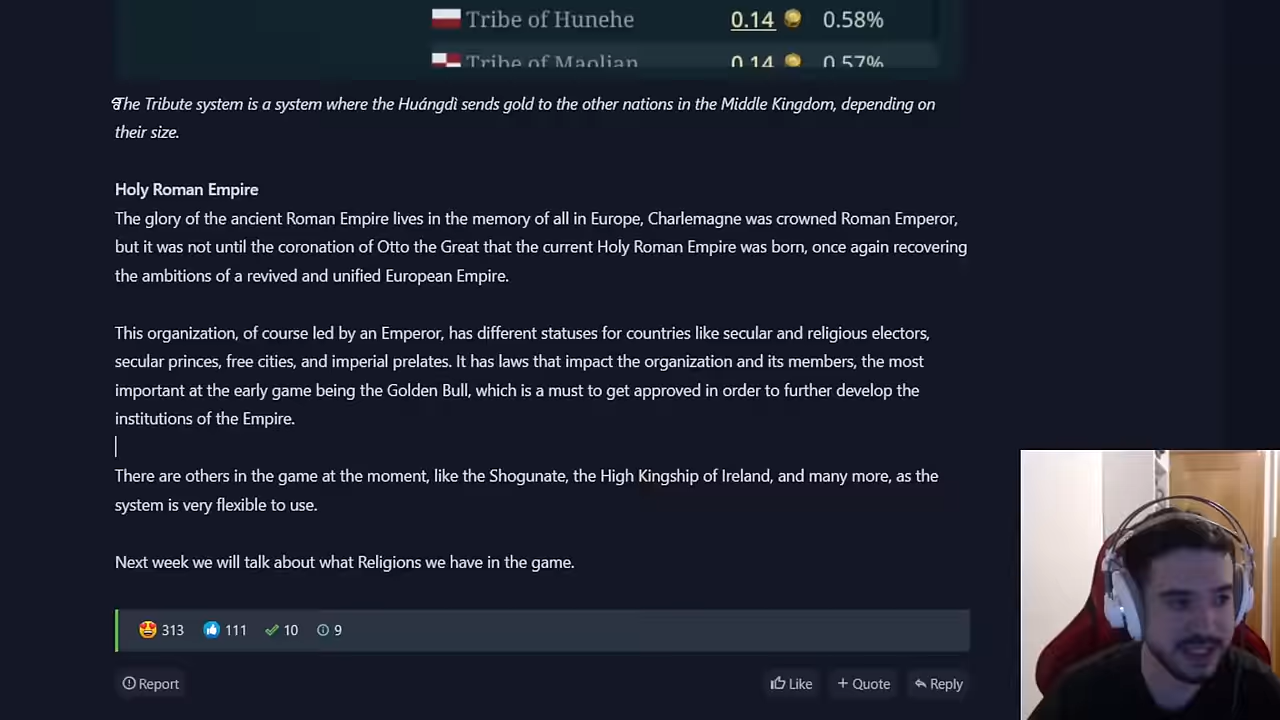 Tribe of Hunehe 0.14 0.58%
Tribe of Maolian 0.14 0.57%
The Tribute system is a system where the Huángdì sends gold to the other nations in the Middle Kingdom, depending on
their size.
Holy Roman Empire
The glory of the ancient Roman Empire lives in the memory of all in Europe, Charlemagne was crowned Roman Emperor,
but it was not until the coronation of Otto the Great that the current Holy Roman Empire was born, once again recovering
the ambitions of a revived and unified European Empire.
This organization, of course led by an Emperor, has different statuses for countries like secular and religious electors,
secular princes, free cities, and imperial prelates. It has laws that impact the organization and its members, the most
important at the early game being the Golden Bull, which is a must to get approved in order to further develop the
institutions of the Empire.
There are others in the game at the moment, like the Shogunate, the High Kingship of Ireland, and many more, as the
system is very flexible to use.
Next week we will talk about what Religions we have in the game.
313 111 10 9
Report Like + Quote Reply